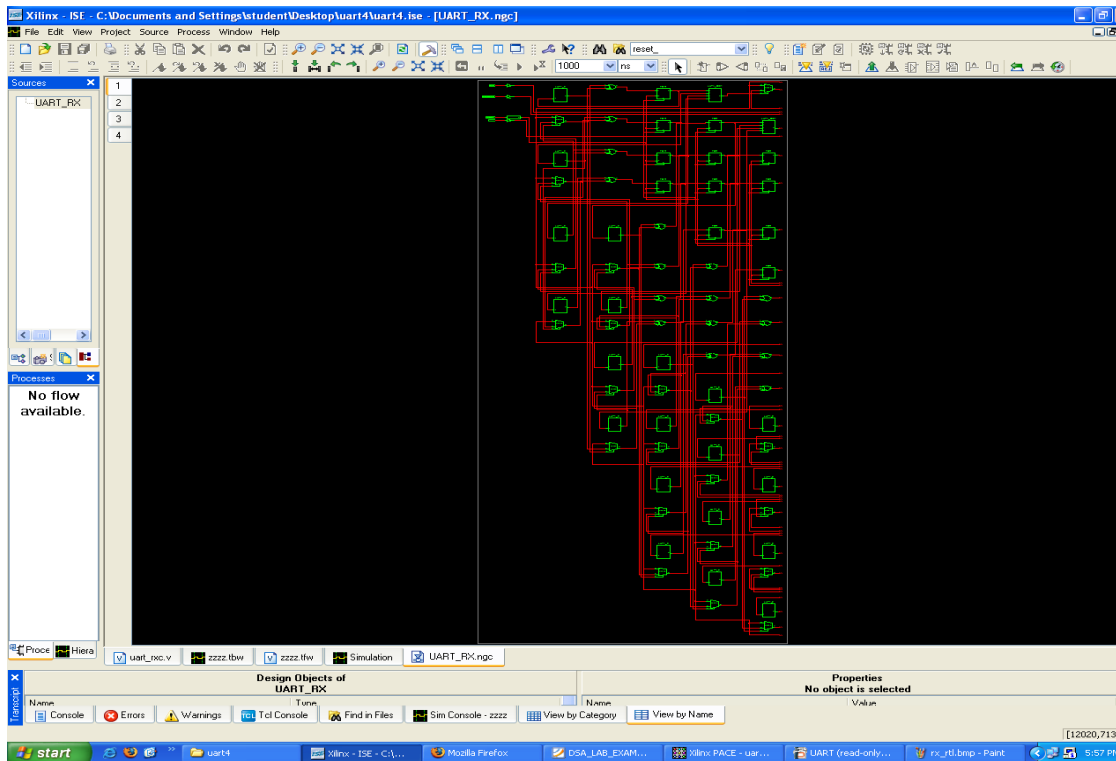 Xilinx - ISE - C:\Documents and Settings\student\Desktop\uart4\uart4.ise - [UART_RX.ngc]
File Edit View Project Source Process Window Help
reset_
1000 ns
Sources
UART_RX
1
2
3
4
Processes
No flow
available.
Proce Hiera
uart_rxc.v zzzz.tbw zzzz.tfw Simulation UART_RX.ngc
Transcript
Design Objects of
UART_RX
Properties
No object is selected
Name Type Name Value
Console Errors Warnings Tcl Console Find in Files Sim Console - zzzz View by Category View by Name
[12020,713
start uart4 Xilinx - ISE - C:\... Mozilla Firefox DSA_LAB_EXAM... Xilinx PACE - uar... UART (read-only... rx_rtl.bmp - Paint 5:57 PM